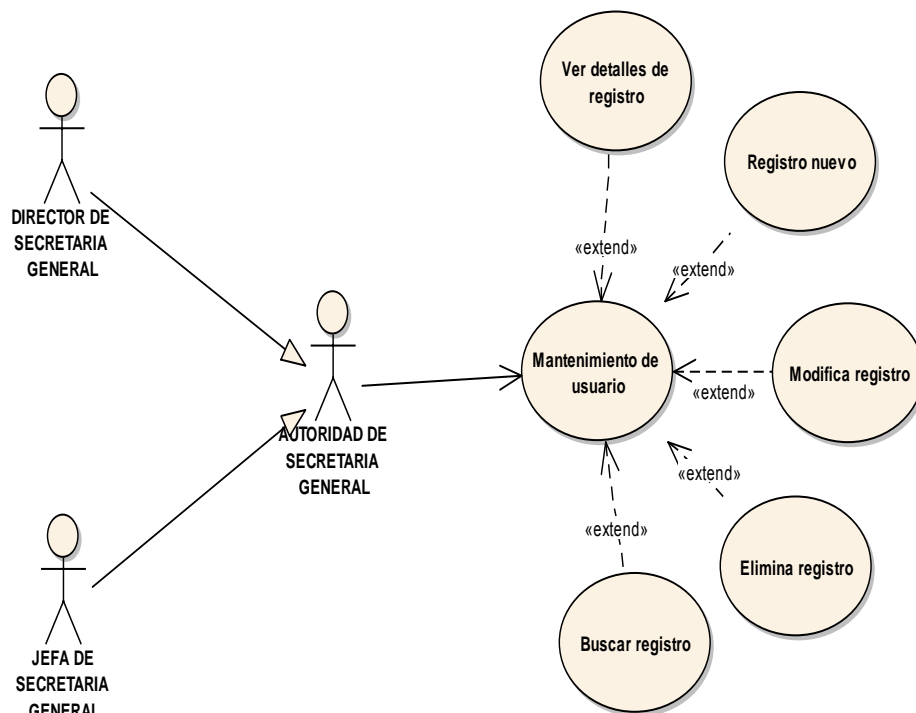 Ver detalles de
registro
Registro nuevo
DIRECTOR DE
SECRETARIA
GENERAL
«extend»
«extend»
Mantenimiento de
usuario
Modifica registro
«extend»
AUTORIDAD DE
SECRETARIA
GENERAL
«extend»
«extend»
Elimina registro
Buscar registro
JEFA DE
SECRETARIA
GENERAL